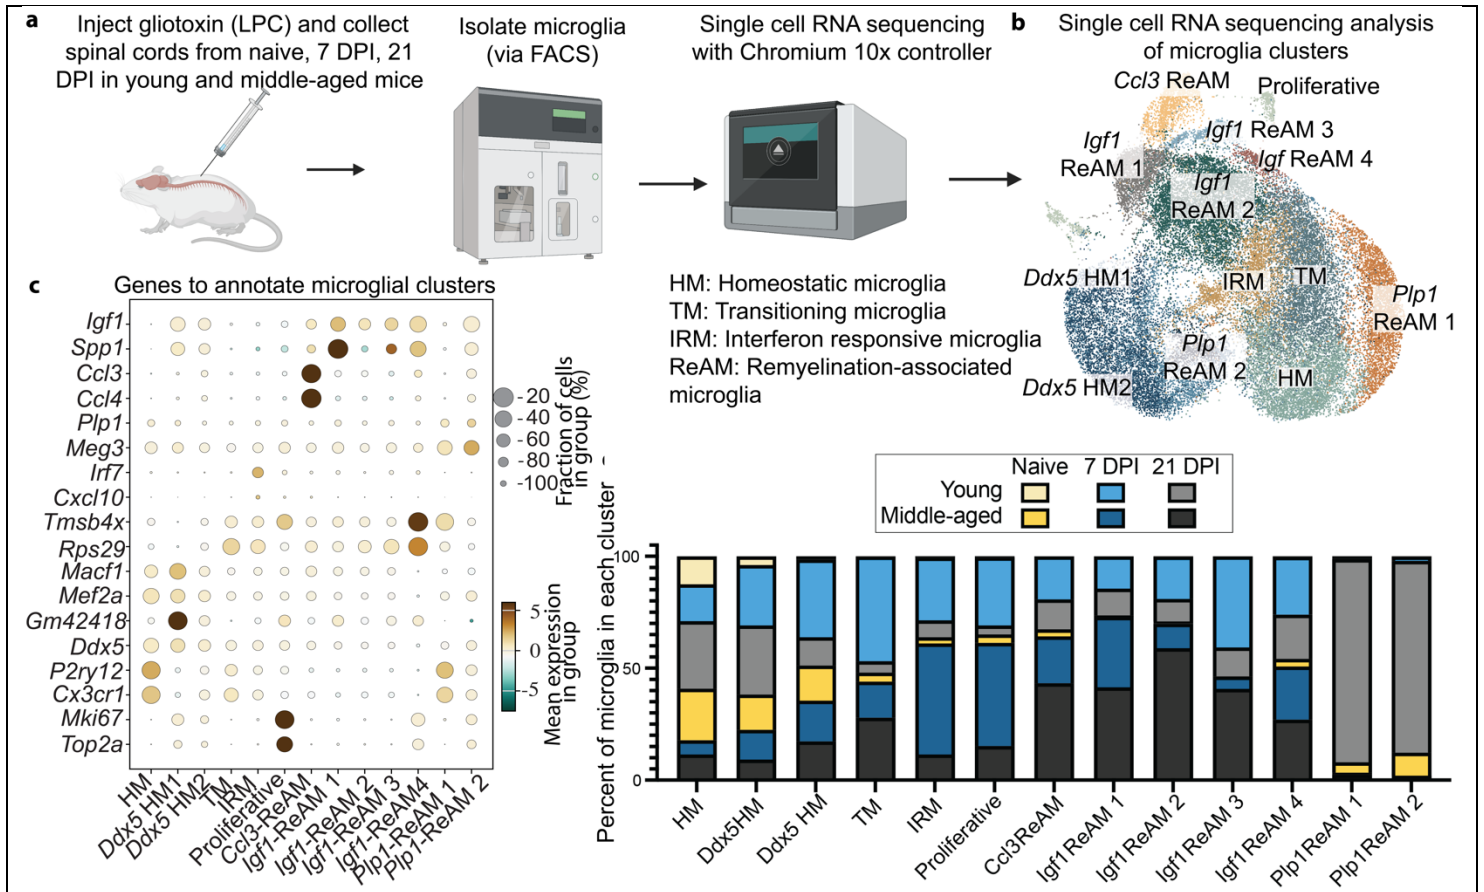 a
Inject gliotoxin (LPC) and collect
spinal cords from naive, 7 DPI, 21
DPI in young and middle-aged mice
Isolate microglia
(via FACS)
Single cell RNA sequencing
with Chromium 10x controller
b
Single cell RNA sequencing analysis
of microglia clusters
Ccl3 ReAM
Proliferative
Igf1 ReAM 3
Igf1
ReAM 1
Igf ReAM 4
Igf1
ReAM 2
Ddx5 HM1
IRM
TM
Plp1
ReAM 1
Plp1
ReAM 2
Ddx5 HM2
HM
HM: Homeostatic microglia
TM: Transitioning microglia
IRM: Interferon responsive microglia
ReAM: Remyelination-associated
microglia
c
Genes to annotate microglial clusters
Igf1
Spp1
Ccl3
Ccl4
Plp1
Meg3
Irf7
Cxcl10
Tmsb4x
Rps29
Macf1
Mef2a
Gm42418
Ddx5
P2ry12
Cx3cr1
Mki67
Top2a
HM
Ddx5 HM1
Ddx5 HM2
TM
IRM
Proliferative
Ccl3-ReAM
Igf1-ReAM 1
Igf1-ReAM 2
Igf1-ReAM 3
Igf1-ReAM4
Plp1-ReAM 1
Plp1-ReAM 2
-20
-40
-60
-80
-100
Fraction of cells
in group (%)
5
0
-5
Mean expression
in group
Naive 7 DPI 21 DPI
Young
Middle-aged
Percent of microglia in each cluster
100
50
0
HM
Ddx5HM
Ddx5 HM
TM
IRM
Proliferative
Ccl3ReAM
Igf1ReAM 1
Igf1ReAM 2
Igf1ReAM 3
Igf1ReAM 4
Plp1ReAM 1
Plp1ReAM 2